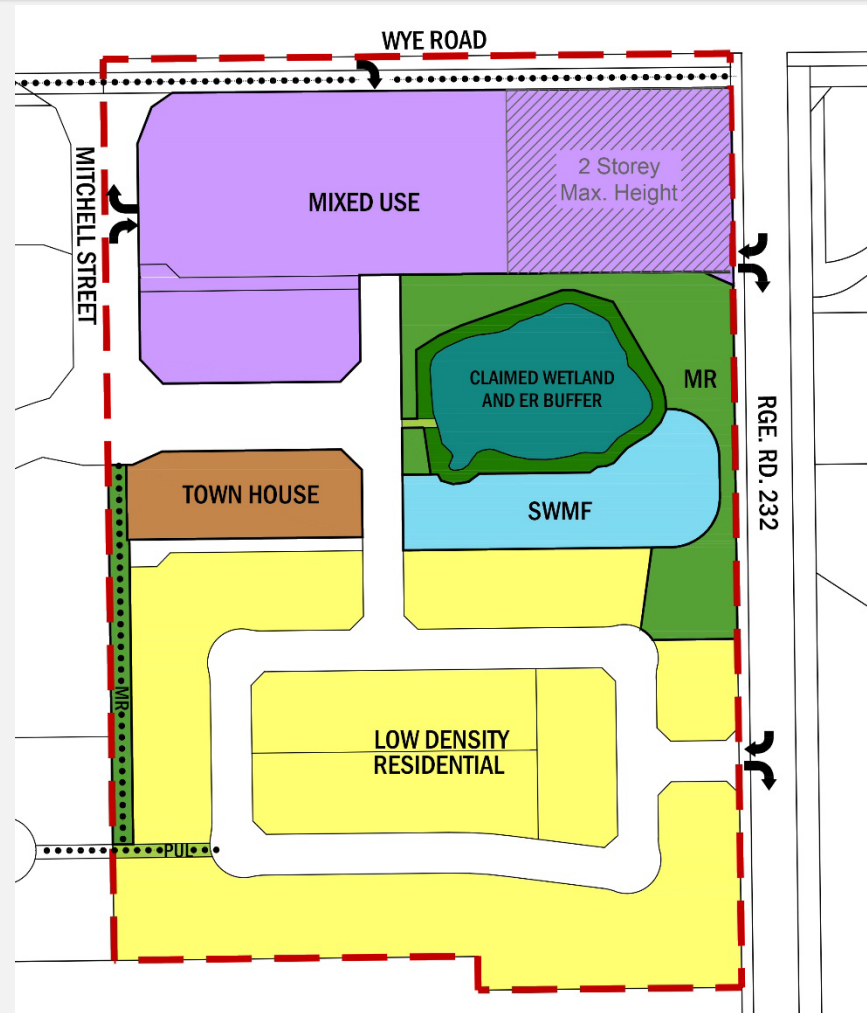 WYE ROAD
MITCHELL STREET
MIXED USE
2 Storey
Max. Height
CLAIMED WETLAND
AND ER BUFFER
MR
RGE. RD. 232
TOWN HOUSE
SWMF
MR
LOW DENSITY
RESIDENTIAL
PUL